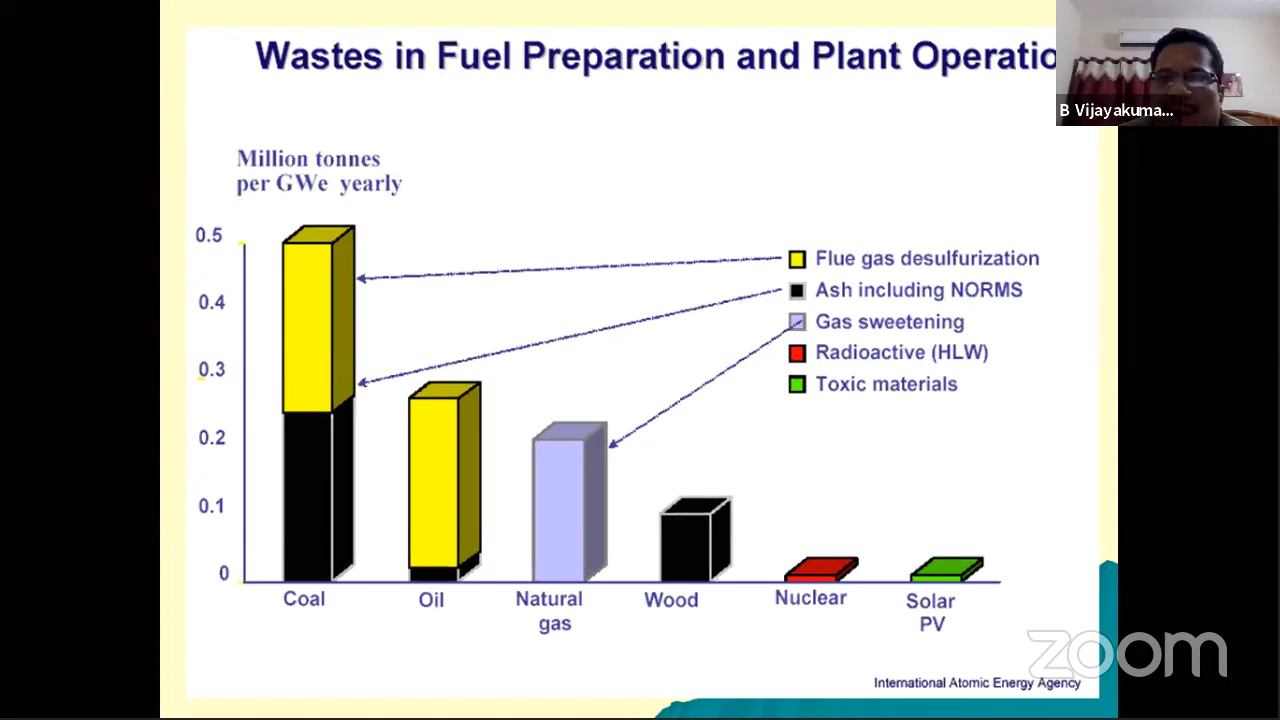 Wastes in Fuel Preparation and Plant Operatio
B Vijayakuma...
Million tonnes
per GWe yearly
0.5
0.4
0.3
0.2
0.1
0
Flue gas desulfurization
Ash including NORMS
Gas sweetening
Radioactive (HLW)
Toxic materials
Coal
Oil
Natural
gas
Wood
Nuclear
Solar
PV
zoom
International Atomic Energy Agency